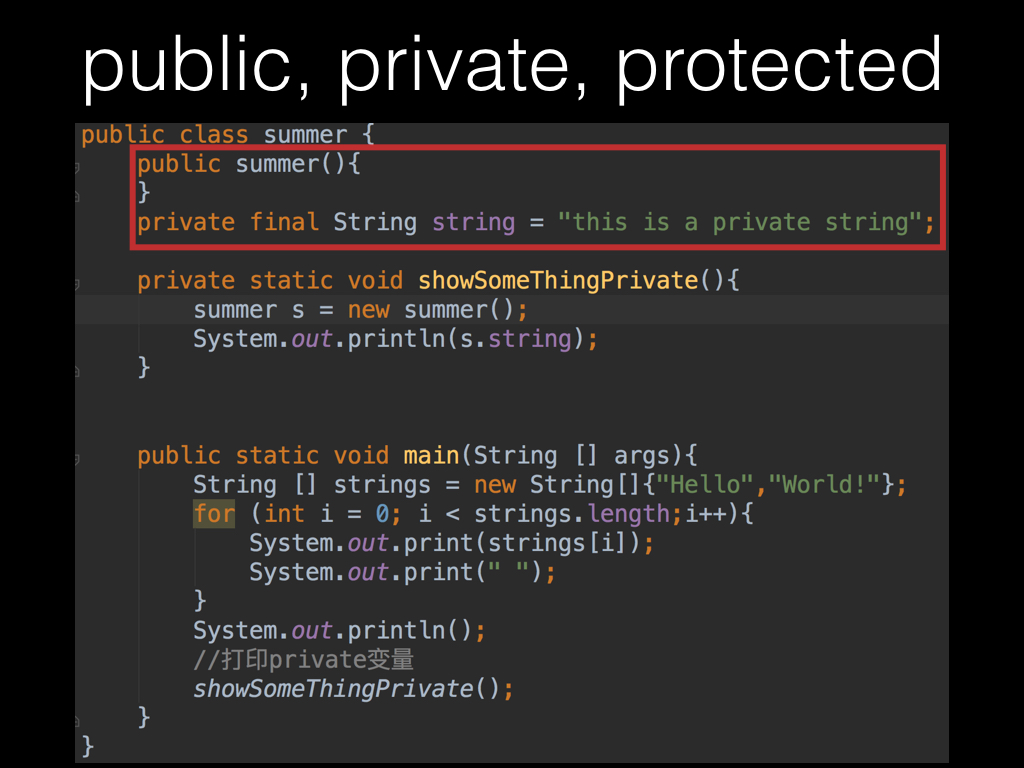 public, private, protected
public class summer {
public summer(){
}
private final String string = "this is a private string";
private static void showSomeThingPrivate(){
summer s = new summer();
System.out.println(s.string);
}
public static void main(String [] args){
String [] strings = new String[]{"Hello","World!"};
for (int i = 0; i < strings.length;i++){
System.out.print(strings[i]);
System.out.print(" ");
}
System.out.println();
//打印private变量
showSomeThingPrivate();
}
}